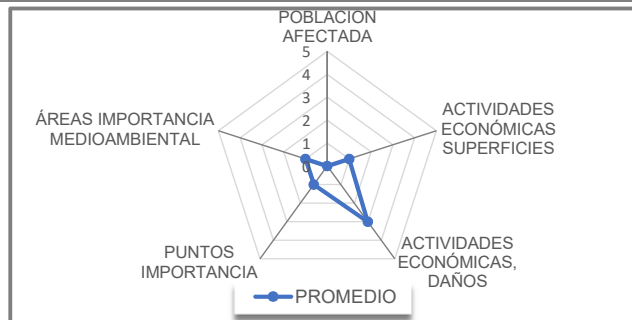 POBLACIÓN
AFECTADA
5
4
3
2
1
0
ÁREAS IMPORTANCIA
MEDIOAMBIENTAL
ACTIVIDADES
ECONÓMICAS
SUPERFICIES
PUNTOS
IMPORTANCIA
ACTIVIDADES
ECONÓMICAS,
DAÑOS
PROMEDIO